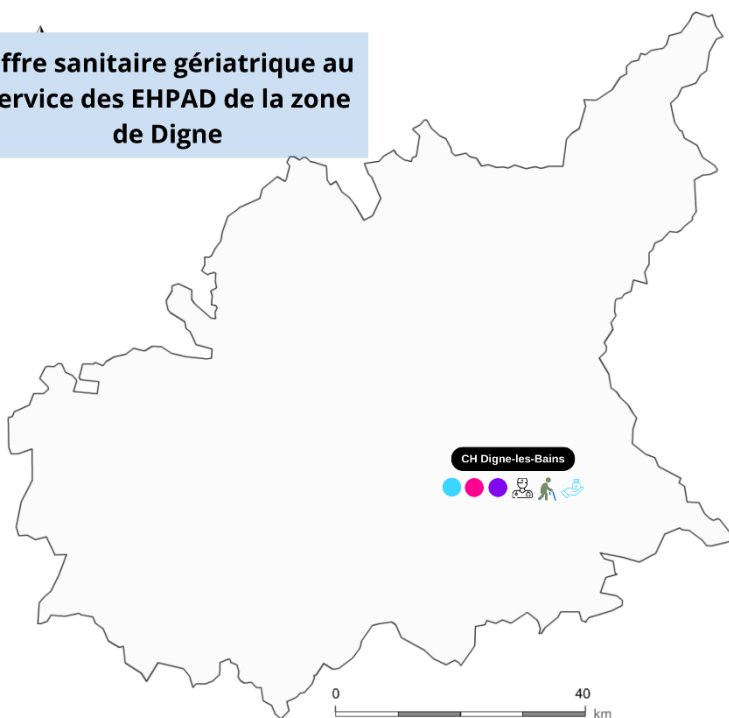 ffre sanitaire gériatrique au
ervice des EHPAD de la zone
de Digne
CH Digne-les-Bains
0 40
km